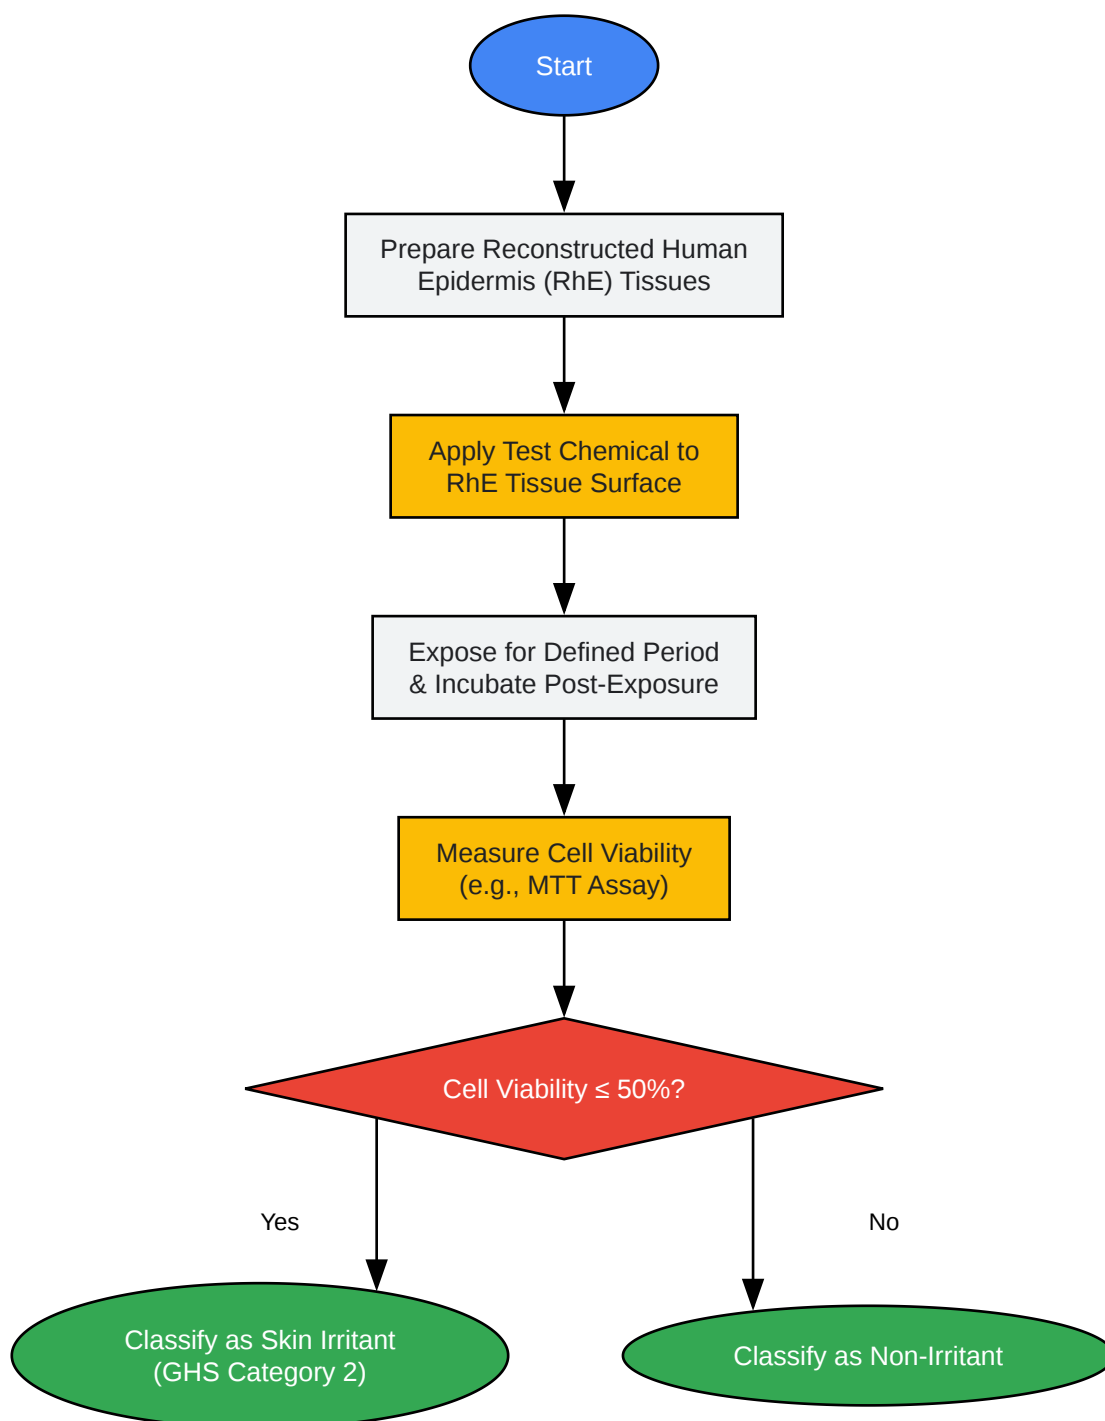 Start
Prepare Reconstructed Human
Epidermis (RhE) Tissues
Apply Test Chemical to
RhE Tissue Surface
Expose for Defined Period
& Incubate Post-Exposure
Measure Cell Viability
(e.g., MTT Assay)
Cell Viability ≤ 50%?
Yes
No
Classify as Skin Irritant
(GHS Category 2)
Classify as Non-Irritant